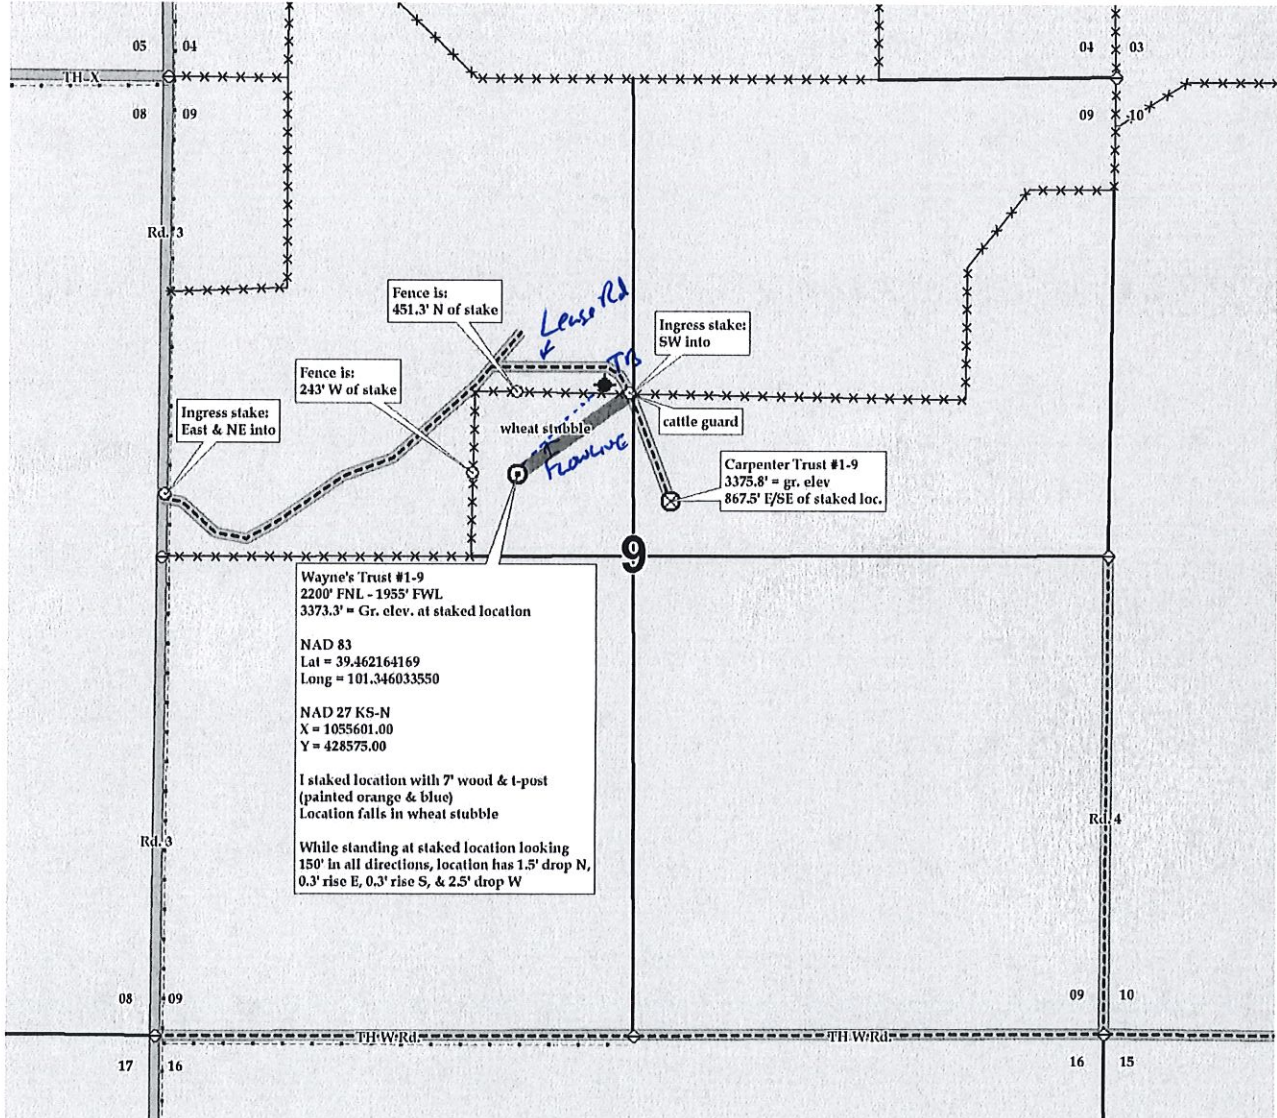 05 04
04 03
TH X
08 09
09 10
Rd. 3
Fence is:
451.3' N of stake
Lease Rd
Ingress stake:
SW into
TB
Fence is:
243' W of stake
Ingress stake:
East & NE into
wheat stubble
cattle guard
Flowline
Carpenter Trust #1-9
3375.8' = gr. elev
867.5' E/SE of staked loc.
9
Wayne's Trust #1-9
2200' FNL - 1955' FWL
3373.3' = Gr. elev. at staked location
NAD 83
Lat = 39.462164169
Long = 101.346033550
NAD 27 KS-N
X = 1055601.00
Y = 428575.00
I staked location with 7' wood & t-post
(painted orange & blue)
Location falls in wheat stubble
While standing at staked location looking
150' in all directions, location has 1.5' drop N,
0.3' rise E, 0.3' rise S, & 2.5' drop W
Rd. 3
Rd. 4
08 09
09 10
TH W Rd.
TH W Rd.
17 16
16 15